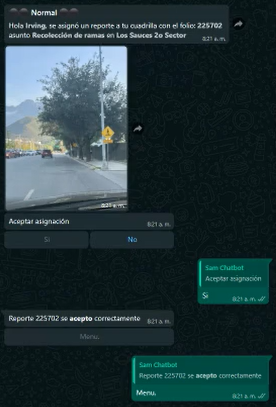 Normal
Hola Irving, se asignó un reporte a tu cuadrilla con el folio: 225702
asunto Recolección de ramas en Los Sauces 2o Sector
8:21 a. m.
8:21 a. m.
Aceptar asignación
8:21 a. m.
Si
No
Sam Chatbot
Aceptar asignación
Si
8:21 a. m.
Reporte 225702 se acepto correctamente
8:21 a. m.
Menu.
Sam Chatbot
Reporte 225702 se acepto correctamente
Menu.
8:21 a. m.